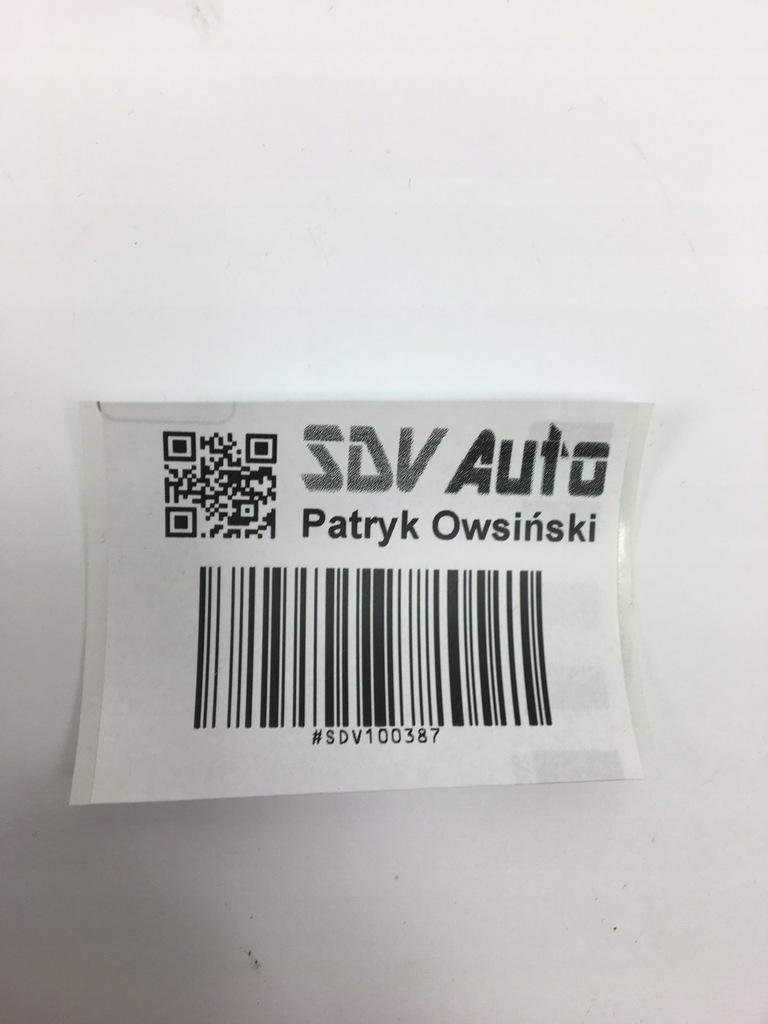 SDV Auto
Patryk Owsiński
#SDV100387